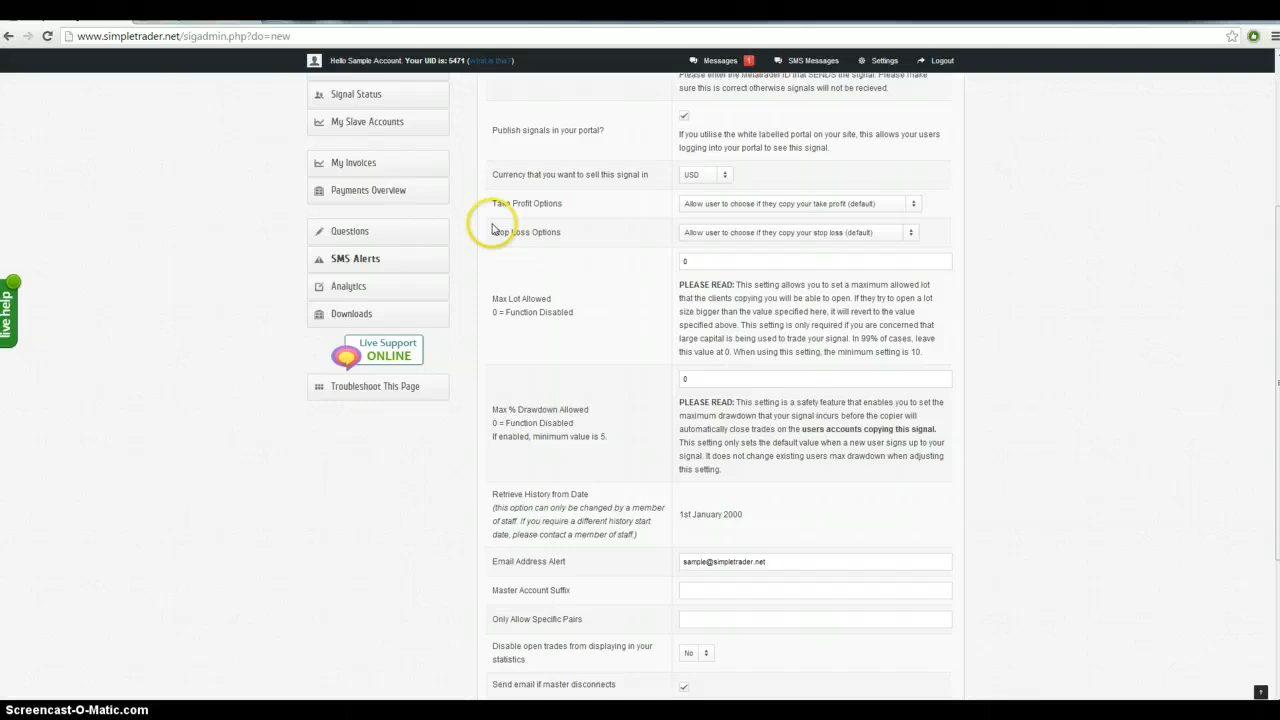 www.simpletrader.net/sigadmin.php?do=new
Hello Sample Account. Your UID is: 5471 (what is this?)
Messages 1
SMS Messages
Settings
Logout
Signal Status
My Slave Accounts
My Invoices
Payments Overview
Questions
SMS Alerts
Analytics
Downloads
Live Support
ONLINE
Troubleshoot This Page
live help
Please enter the Metatrader ID that SENDS the signal. Please make
sure this is correct otherwise signals will not be recieved.
Publish signals in your portal?
If you utilise the white labelled portal on your site, this allows your users
logging into your portal to see this signal.
Currency that you want to sell this signal in
USD
Take Profit Options
Allow user to choose if they copy your take profit (default)
Stop Loss Options
Allow user to choose if they copy your stop loss (default)
Max Lot Allowed
0 = Function Disabled
0
PLEASE READ: This setting allows you to set a maximum allowed lot
that the clients copying you will be able to open. If they try to open a lot
size bigger than the value specified here, it will revert to the value
specified above. This setting is only required if you are concerned that
large capital is being used to trade your signal. In 99% of cases, leave
this value at 0. When using this setting, the minimum setting is 10.
Max % Drawdown Allowed
0 = Function Disabled
If enabled, minimum value is 5.
0
PLEASE READ: This setting is a safety feature that enables you to set the
maximum drawdown that your signal incurs before the copier will
automatically close trades on the users accounts copying this signal.
This setting only sets the default value when a new user signs up to your
signal. It does not change existing users max drawdown when adjusting
this setting.
Retrieve History from Date
(this option can only be changed by a member
of staff. If you require a different history start
date, please contact a member of staff.)
1st January 2000
Email Address Alert
sample@simpletrader.net
Master Account Suffix
Only Allow Specific Pairs
Disable open trades from displaying in your
statistics
No
Send email if master disconnects
Screencast-O-Matic.com